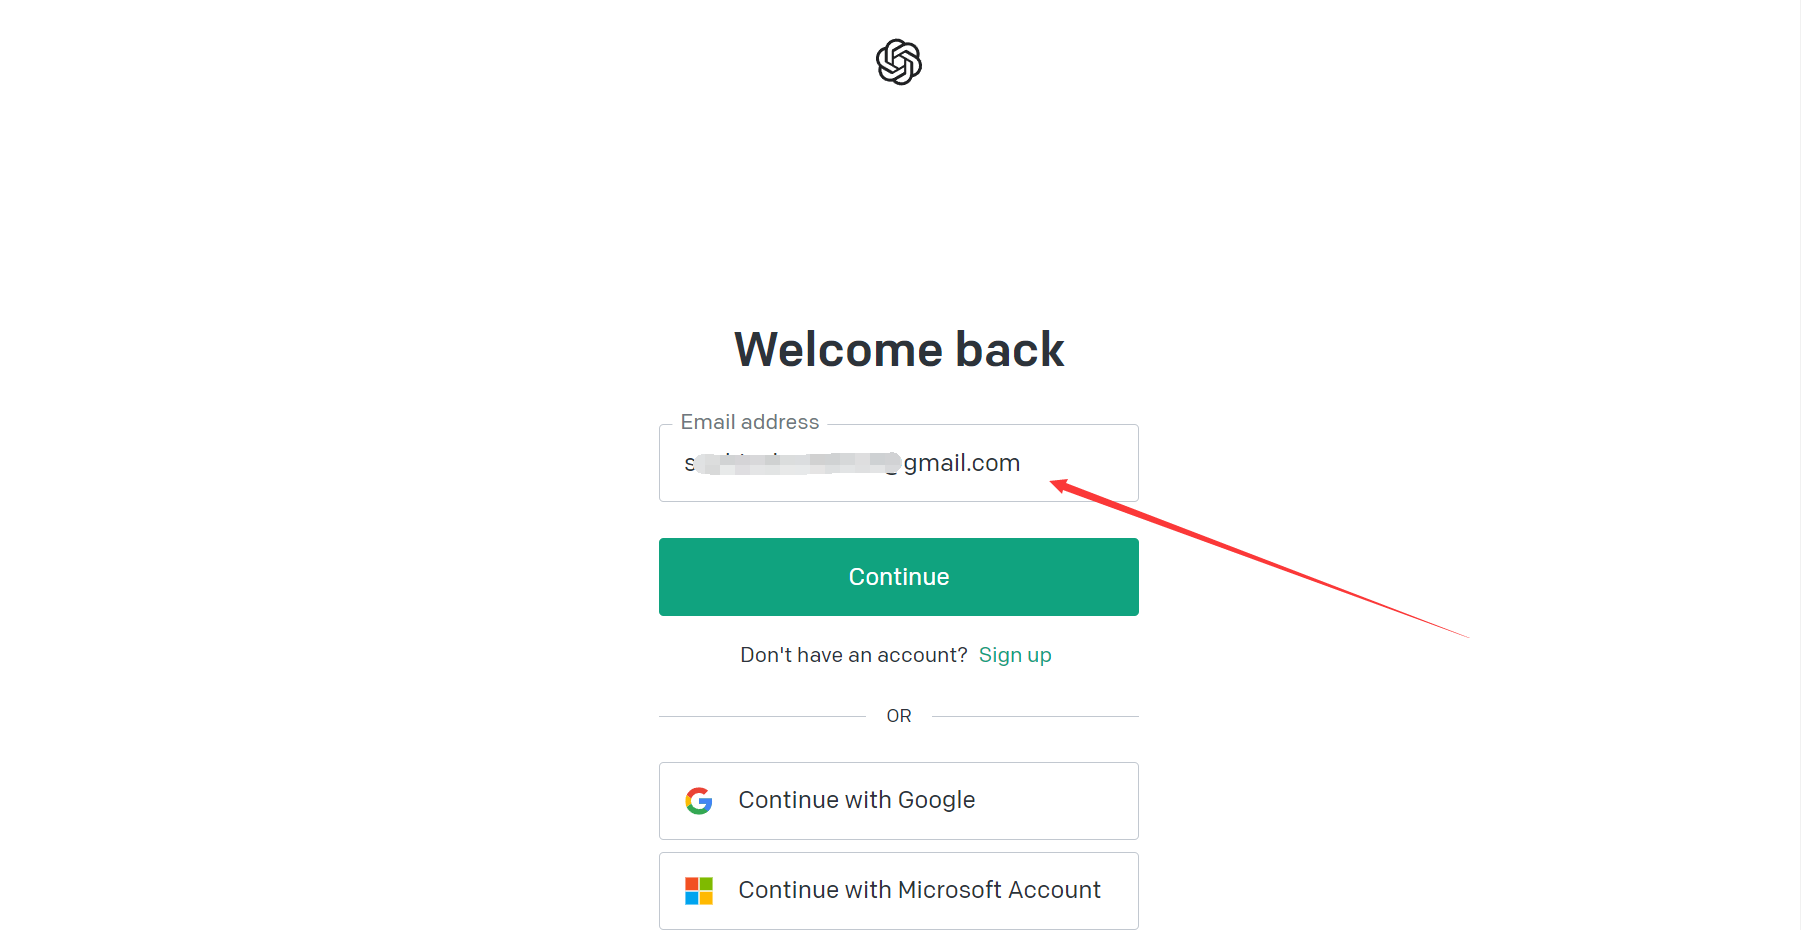 Welcome back
Email address
@gmail.com
Continue
Don't have an account? Sign up
OR
Continue with Google
Continue with Microsoft Account